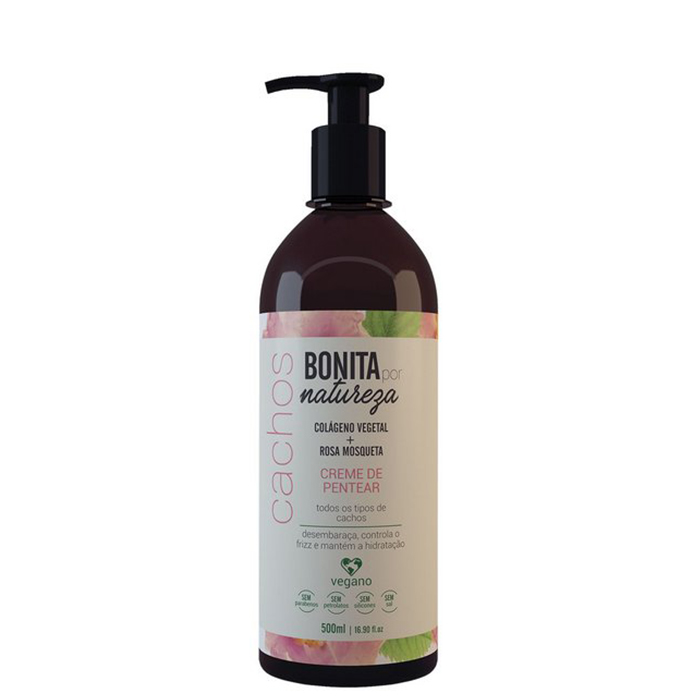 cachos
BONITA por
natureza
COLÁGENO VEGETAL
+
ROSA MOSQUETA
CREME DE
PENTEAR
todos os tipos de
cachos
desembaraça, controla o
frizz e mantém a hidratação
vegano
SEM parabenos
SEM petrolatos
SEM silicones
SEM sal
500ml | 16.90 fl.oz